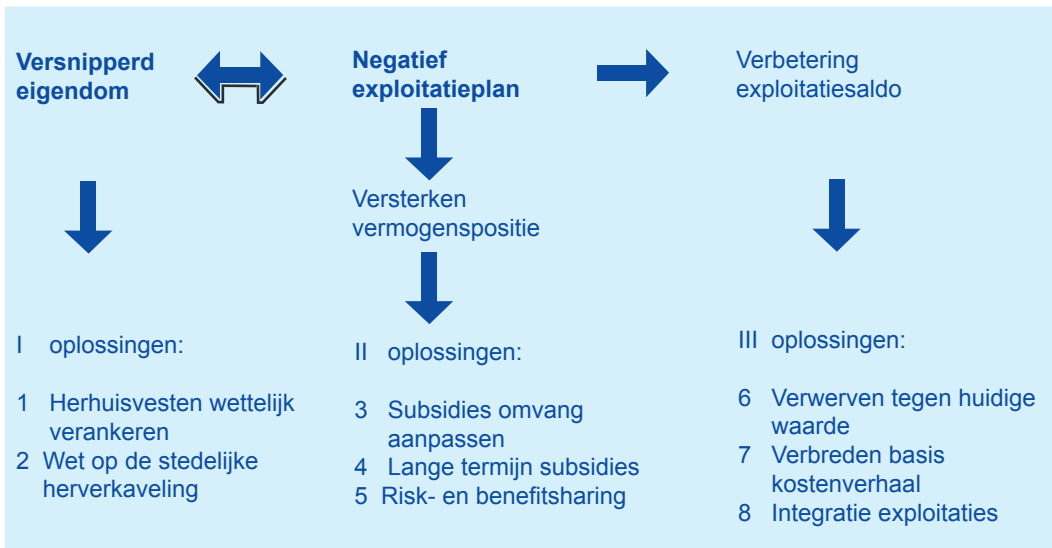 Versnipperd
eigendom
Negatief
exploitatieplan
Verbetering
exploitatiesaldo
Versterken
vermogenspositie
I oplossingen:
1 Herhuisvesten wettelijk
verankeren
2 Wet op de stedelijke
herverkaveling
II oplossingen:
3 Subsidies omvang
aanpassen
4 Lange termijn subsidies
5 Risk- en benefitsharing
III oplossingen:
6 Verwerven tegen huidige
waarde
7 Verbreden basis
kostenverhaal
8 Integratie exploitaties